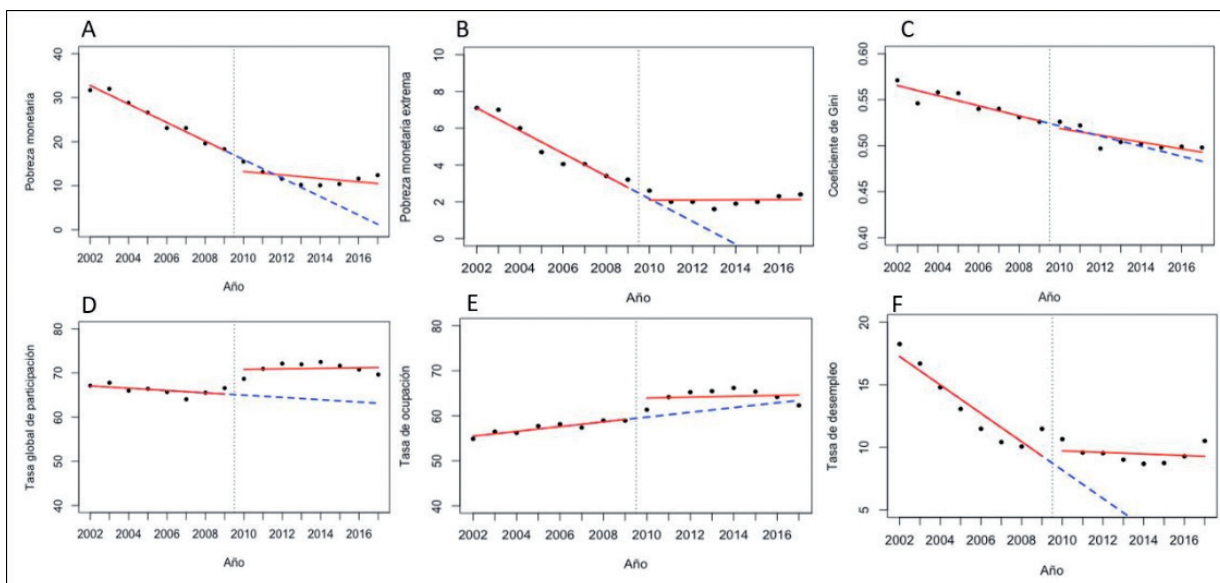 A
Pobreza monetaria
40
30
20
10
0
2002 2004 2006 2008 2010 2012 2014 2016
Año
B
Pobreza monetaria extrema
10
8
6
4
2
0
2002 2004 2006 2008 2010 2012 2014 2016
Año
C
Coeficiente de Gini
0.60
0.55
0.50
0.45
0.40
2002 2004 2006 2008 2010 2012 2014 2016
Año
D
Tasa global de participación
80
70
60
50
40
2002 2004 2006 2008 2010 2012 2014 2016
Año
E
Tasa de ocupación
80
70
60
50
40
2002 2004 2006 2008 2010 2012 2014 2016
Año
F
Tasa de desempleo
20
15
10
5
2002 2004 2006 2008 2010 2012 2014 2016
Año